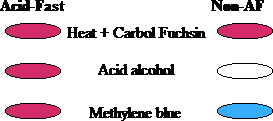 Acid-Fast Non-AF
Heat + Carbol Fuchsin
Acid alcohol
Methylene blue